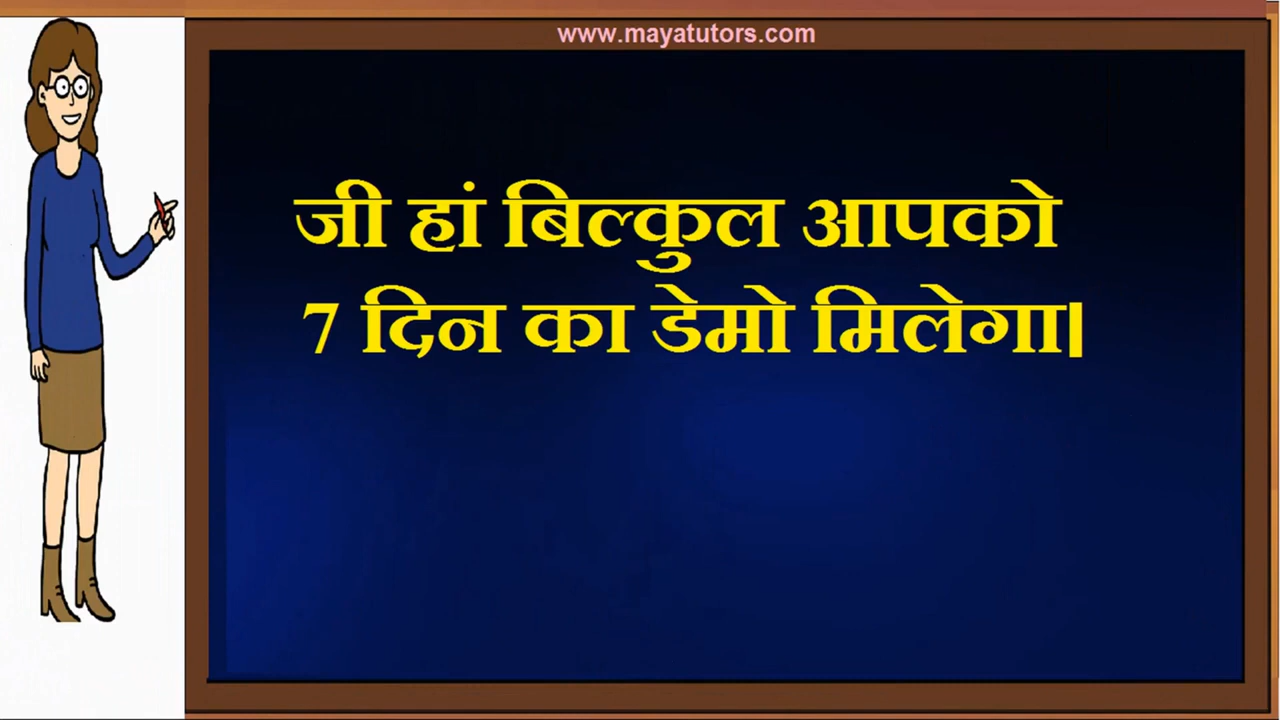 www.mayatutors.com
जी हां बिल्कुल आपको
7 दिन का डेमो मिलेगा।